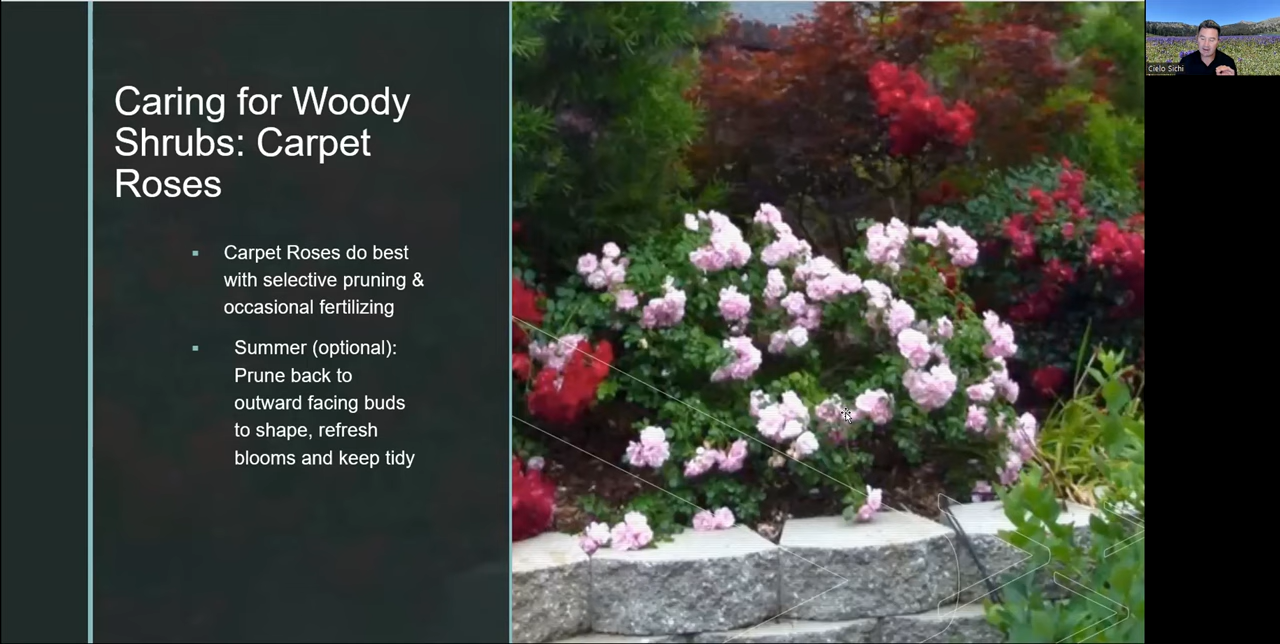 Caring for Woody
Shrubs: Carpet
Roses
▪ Carpet Roses do best
with selective pruning &
occasional fertilizing
▪ Summer (optional):
Prune back to
outward facing buds
to shape, refresh
blooms and keep tidy
Cielo Sichi